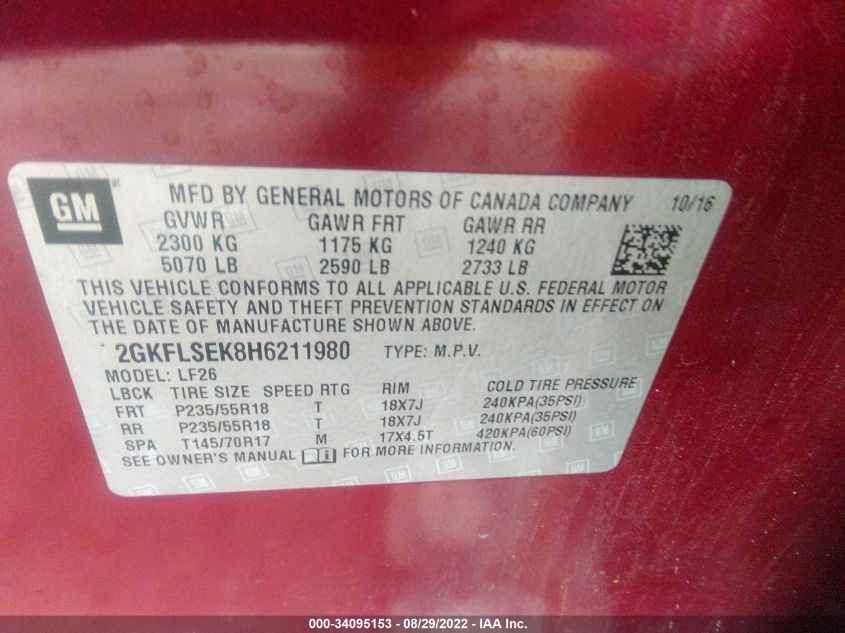 GM MFD BY GENERAL MOTORS OF CANADA COMPANY 10/16
GVWR GAWR FRT GAWR RR
2300 KG 1175 KG 1240 KG
5070 LB 2590 LB 2733 LB
THIS VEHICLE CONFORMS TO ALL APPLICABLE U.S. FEDERAL MOTOR
VEHICLE SAFETY AND THEFT PREVENTION STANDARDS IN EFFECT ON
THE DATE OF MANUFACTURE SHOWN ABOVE.
2GKFLSEK8H6211980 TYPE: M.P.V.
MODEL: LF26
LBCK TIRE SIZE SPEED RTG RIM COLD TIRE PRESSURE
FRT P235/55R18 T 18X7J 240KPA(35PSI)
RR P235/55R18 T 18X7J 240KPA(35PSI)
SPA T145/70R17 M 17X4.5T 420KPA(60PSI)
SEE OWNER'S MANUAL FOR MORE INFORMATION.
000-34095153 - 08/29/2022 - IAA Inc.